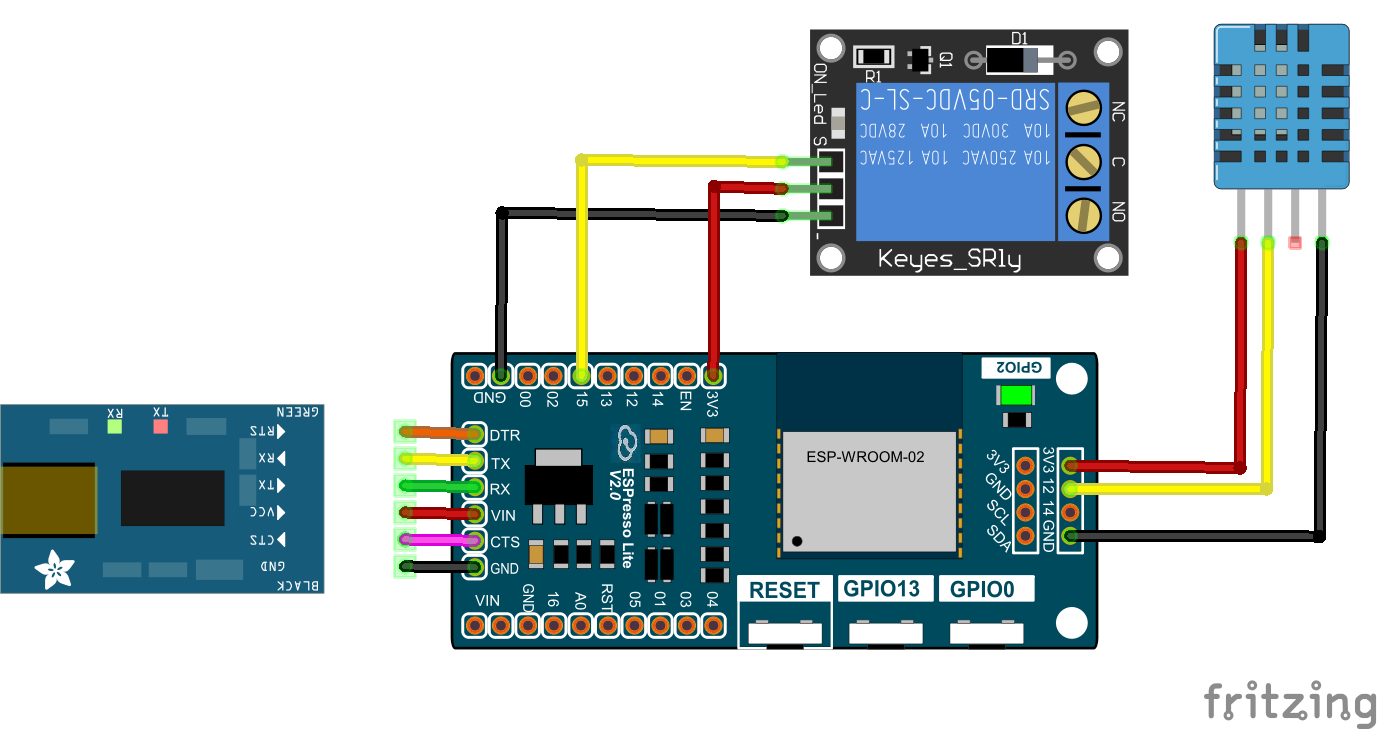 ON_Led
R1
Q1
D1
S
-
SRD-05VDC-SL-C
10A 30VDC 10A 28VDC
10A 250VAC 10A 125VAC
NC
C
NO
Keyes_SRly
GREEN
RX
TX
RTS
RX
TX
VCC
CTS
GND
BLACK
GND
00
02
15
13
12
14
EN
3V3
GPIO2
DTR
TX
RX
VIN
CTS
GND
ESPresso Lite
V2.0
ESP-WROOM-02
3V3
GND
SCL
SDA
3V3
12
14
GND
VIN
GND
16
A0
RST
05
01
03
04
RESET
GPIO13
GPIO0
fritzing